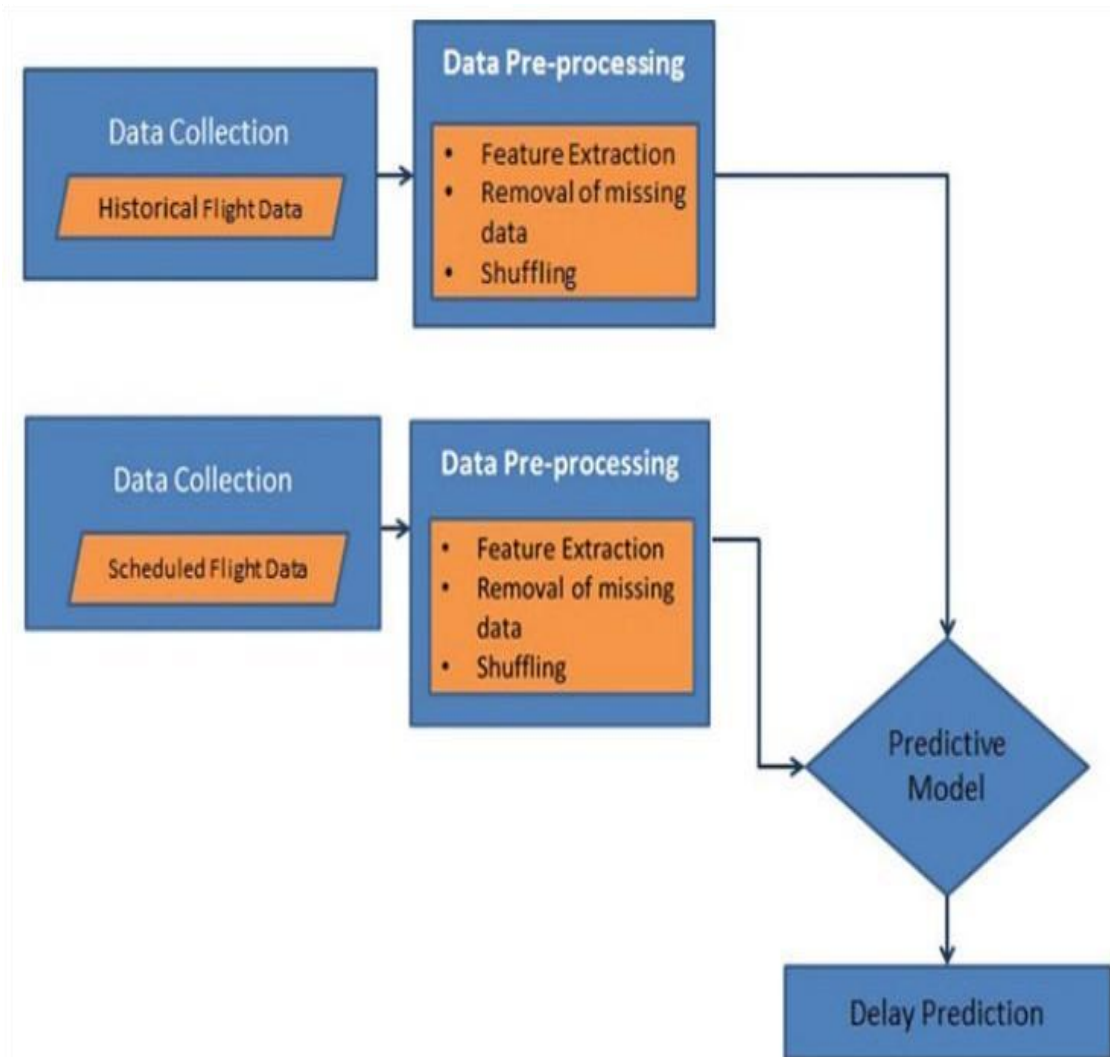 Data Collection
Historical Flight Data
Data Pre-processing
• Feature Extraction
• Removal of missing
data
• Shuffling
Data Collection
Scheduled Flight Data
Data Pre-processing
• Feature Extraction
• Removal of missing
data
• Shuffling
Predictive
Model
Delay Prediction